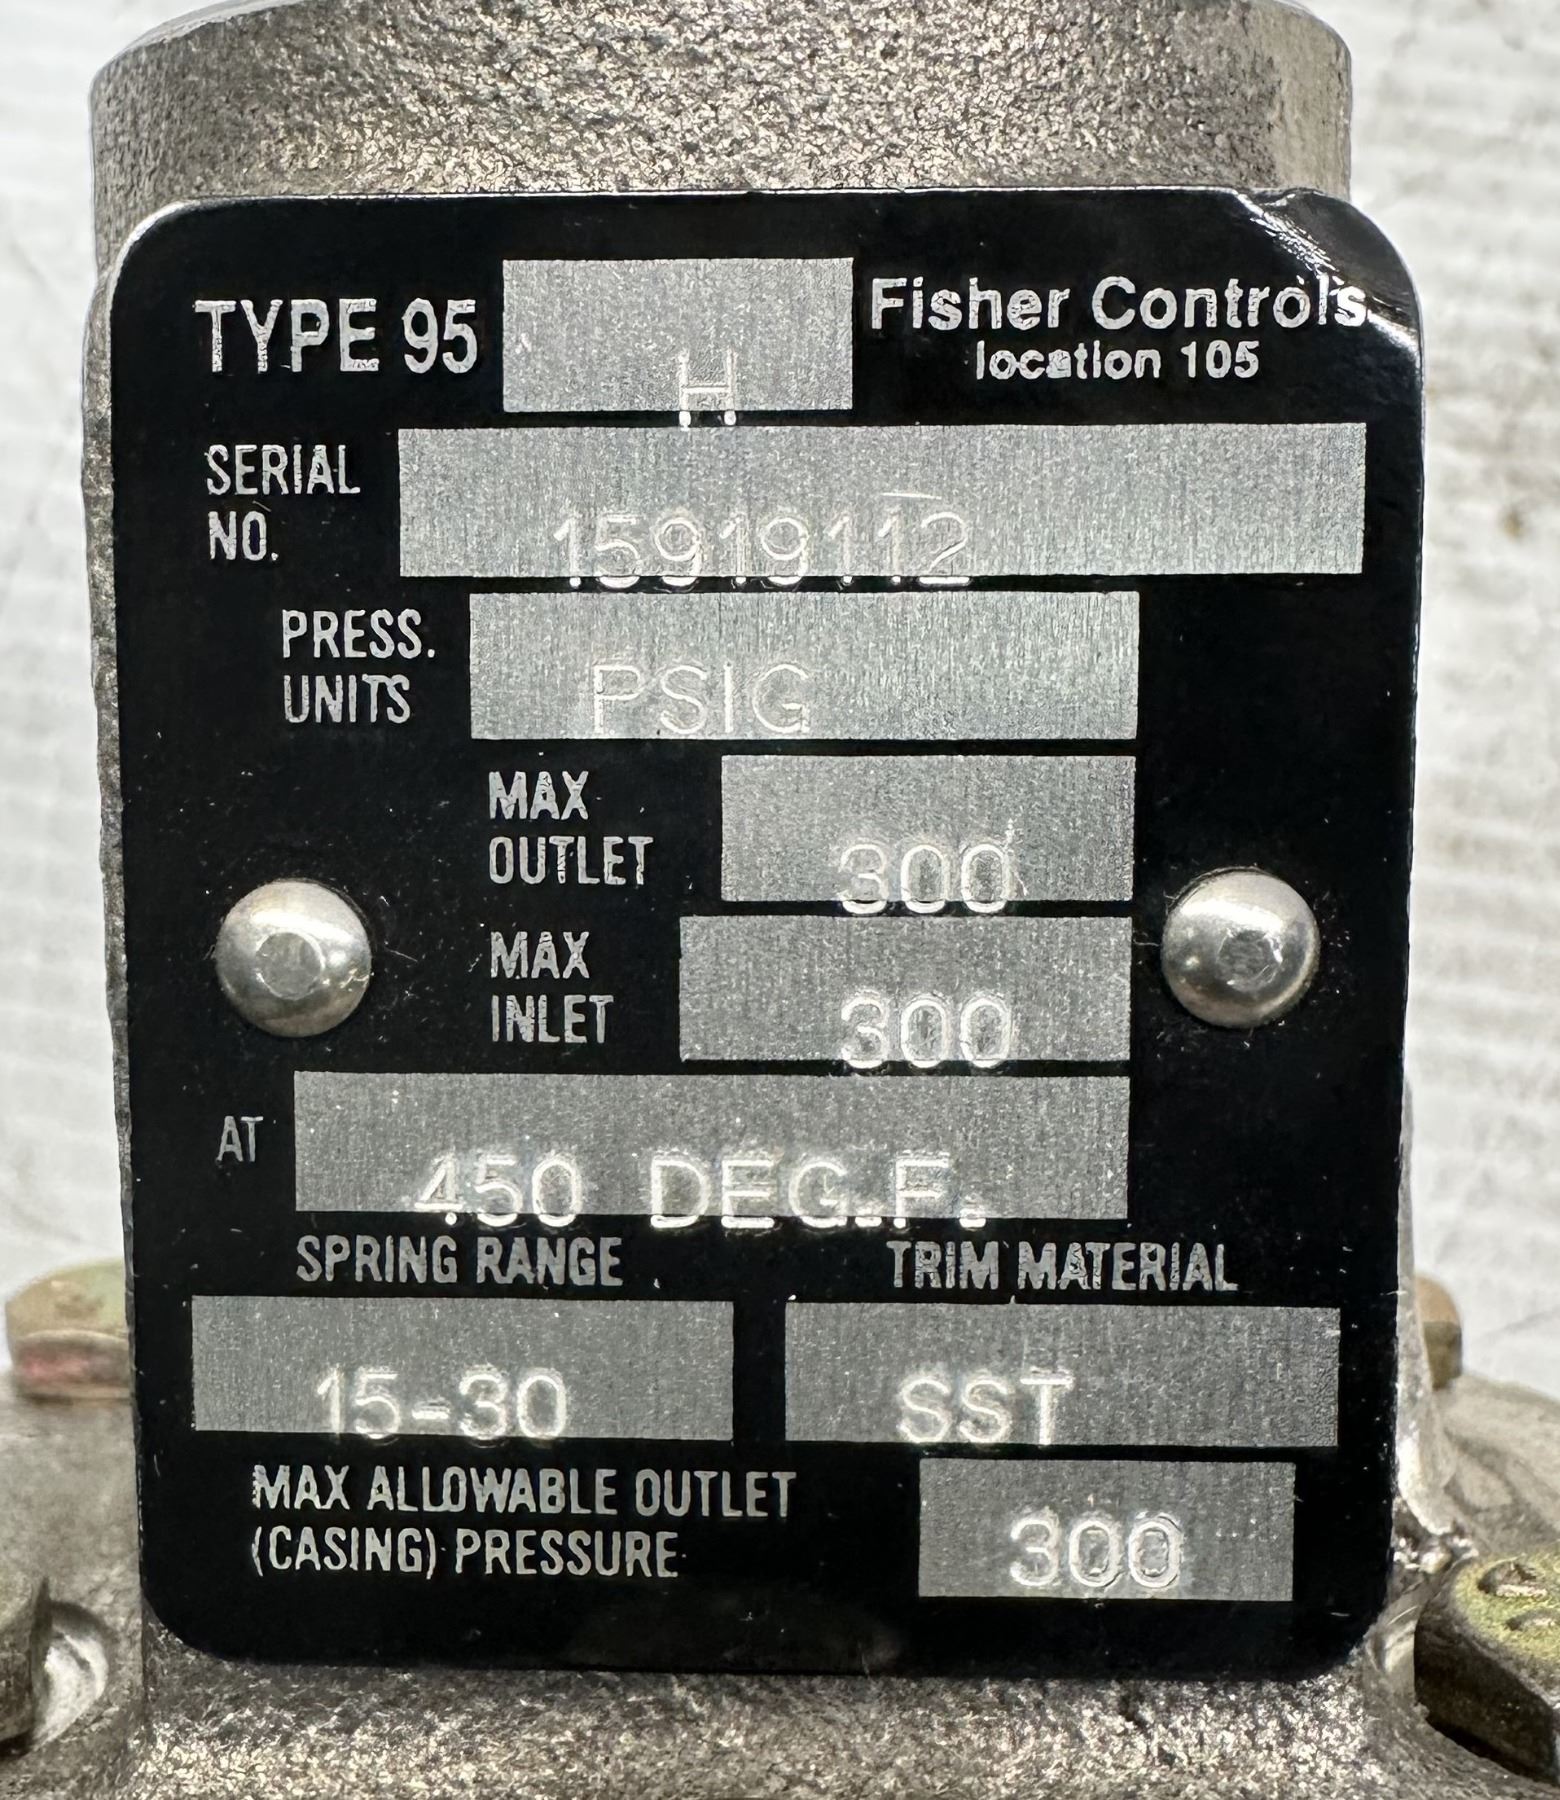 TYPE 95 H Fisher Controls
location 105
SERIAL
NO. 15919112
PRESS.
UNITS PSIG
MAX
OUTLET 300
MAX
INLET 300
AT 450 DEG.F.
SPRING RANGE TRIM MATERIAL
15-30 SST
MAX ALLOWABLE OUTLET
(CASING) PRESSURE 300